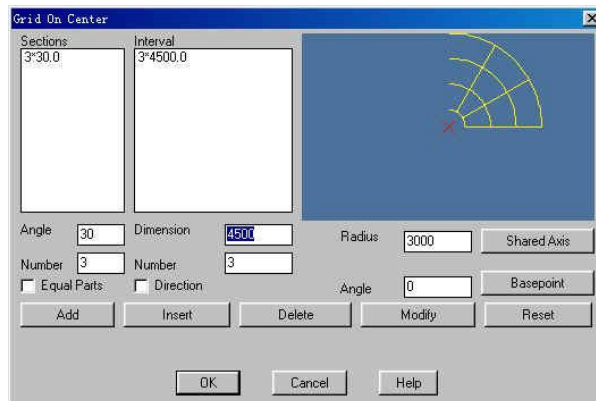 Grid On Center
Sections Interval
3*30.0 3*4500.0
Angle 30 Dimension 4500 Radius 3000 Shared Axis
Number 3 Number 3
Equal Parts Direction Angle 0 Basepoint
Add Insert Delete Modify Reset
OK Cancel Help